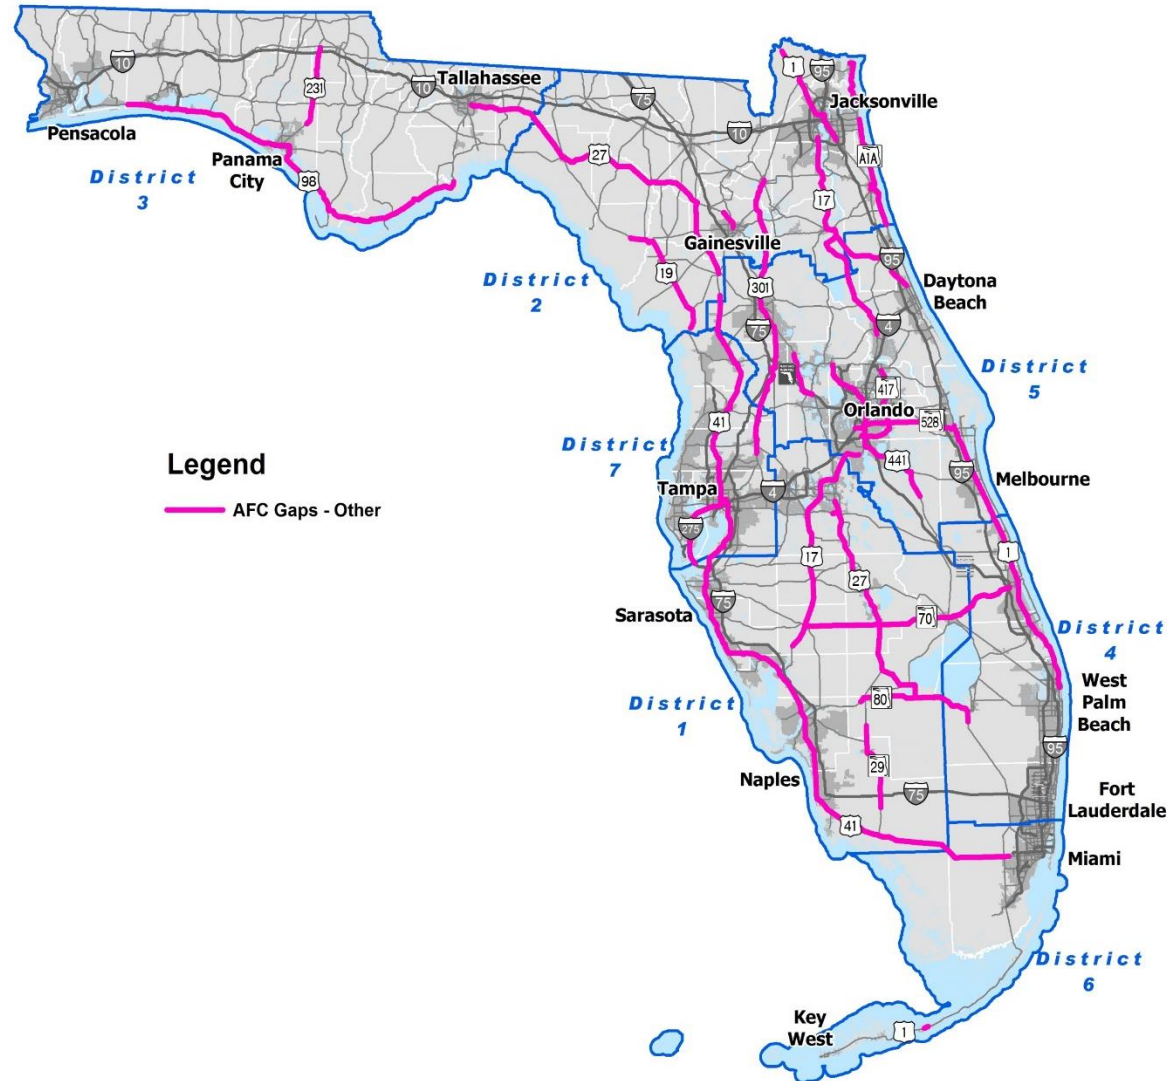 10
231
10
Tallahassee
75
10
1
95
Jacksonville
A1A
Pensacola
Panama
City
98
District
3
27
17
Gainesville
19
District
2
301
95
Daytona
Beach
75
4
District
5
417
Orlando
528
41
441
District
7
Legend
AFC Gaps - Other
Tampa
4
95
Melbourne
275
17
27
1
Sarasota
75
70
District
4
West
Palm
Beach
80
District
1
95
29
Naples
75
Fort
Lauderdale
41
Miami
District
6
Key
West
1